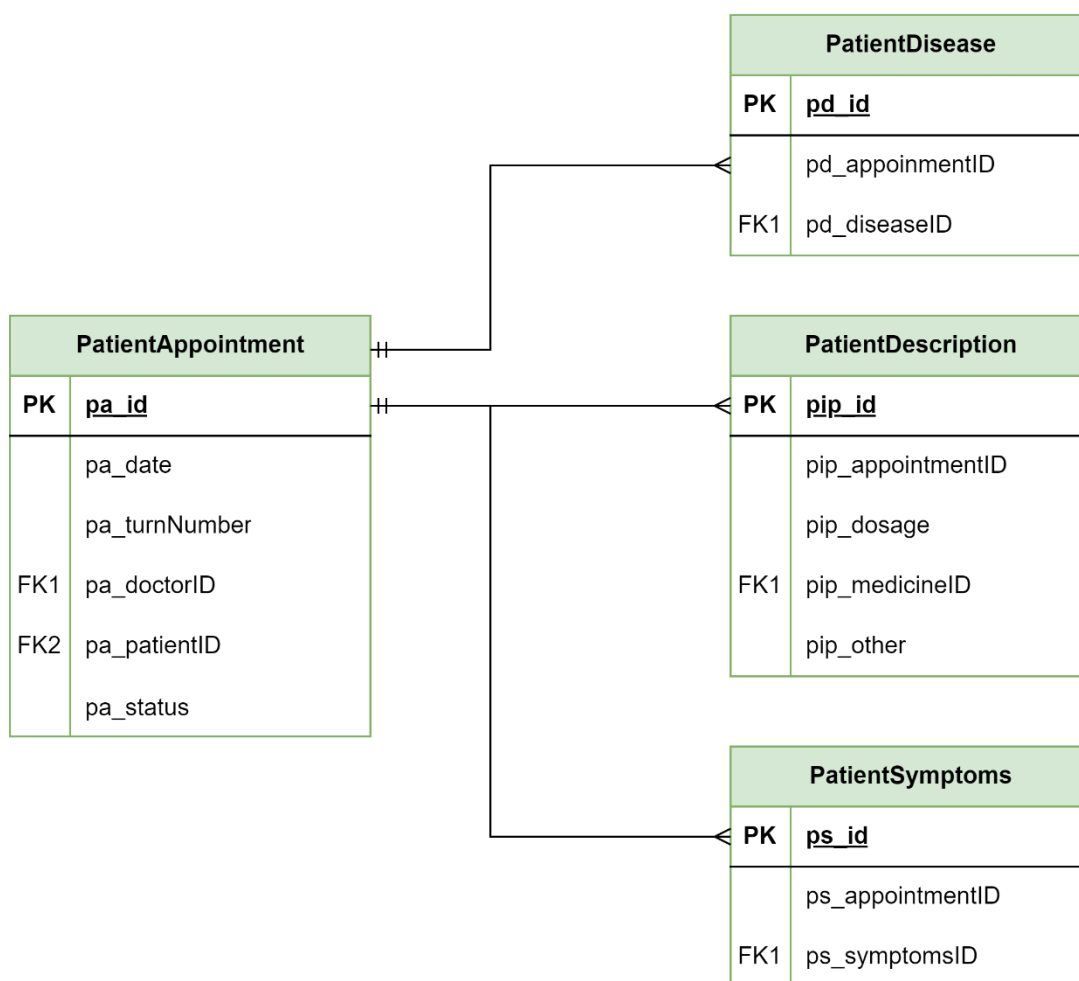 PatientDisease
PK pd_id
pd_appoinmentID
FK1 pd_diseaseID
PatientAppointment
PK pa_id
pa_date
pa_turnNumber
FK1 pa_doctorID
FK2 pa_patientID
pa_status
PatientDescription
PK pip_id
pip_appointmentID
pip_dosage
FK1 pip_medicineID
pip_other
PatientSymptoms
PK ps_id
ps_appointmentID
FK1 ps_symptomsID